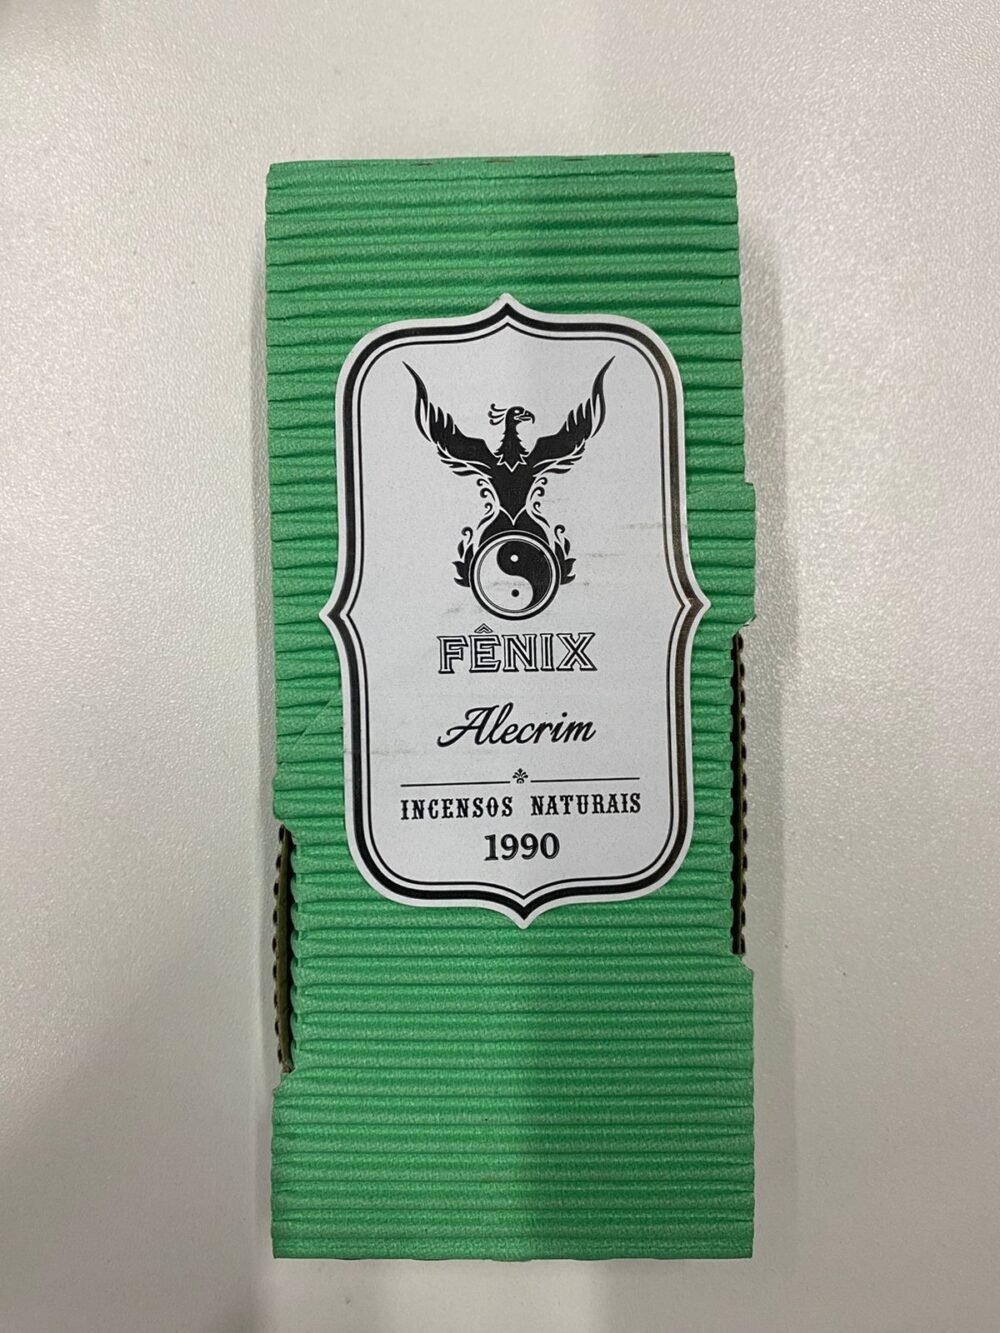 FÊNIX
Alecrim
INCENSOS NATURAIS
1990